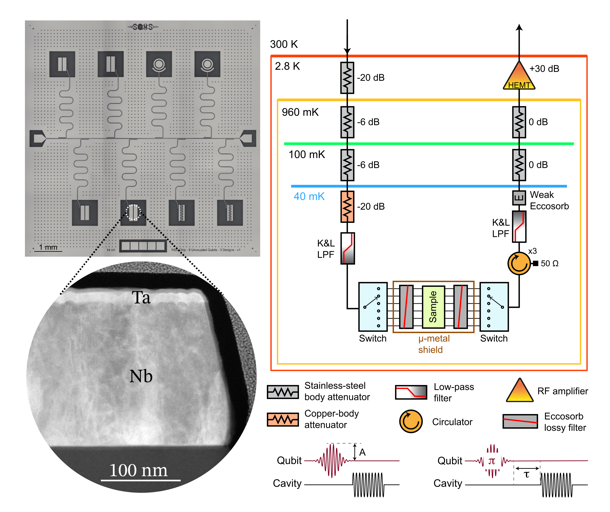 SQMS
1 mm
Ta
Nb
100 nm
300 K
2.8 K
-20 dB
+30 dB
HEMT
960 mK
-6 dB
0 dB
100 mK
-6 dB
0 dB
40 mK
-20 dB
E
Weak
Eccosorb
K&L
LPF
K&L
LPF
x3
50 Ω
Sample
Switch
μ-metal
shield
Switch
Stainless-steel
body attenuator
Low-pass
filter
RF amplifier
Copper-body
attenuator
Circulator
Eccosorb
lossy filter
Qubit
A
Cavity
Qubit
π
τ
Cavity